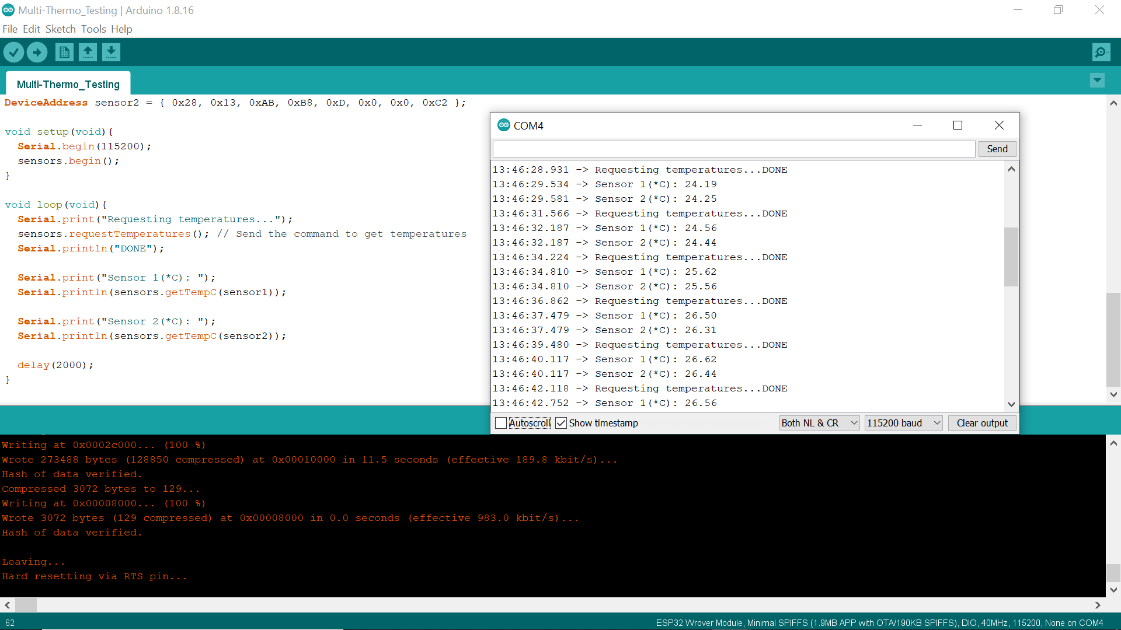 Multi-Thermo_Testing | Arduino 1.8.16
File Edit Sketch Tools Help
Multi-Thermo_Testing
DeviceAddress sensor2 = { 0x28, 0x13, 0xAB, 0xB8, 0xD, 0x0, 0x0, 0xC2 };
void setup(void){
Serial.begin(115200);
sensors.begin();
}
void loop(void){
Serial.print("Requesting temperatures...");
sensors.requestTemperatures(); // Send the command to get temperatures
Serial.println("DONE");
Serial.print("Sensor 1(*C): ");
Serial.println(sensors.getTempC(sensor1));
Serial.print("Sensor 2(*C): ");
Serial.println(sensors.getTempC(sensor2));
delay(2000);
}
COM4
Send
13:46:28.931 -> Requesting temperatures...DONE
13:46:29.534 -> Sensor 1(*C): 24.19
13:46:29.581 -> Sensor 2(*C): 24.25
13:46:31.566 -> Requesting temperatures...DONE
13:46:32.187 -> Sensor 1(*C): 24.56
13:46:32.187 -> Sensor 2(*C): 24.44
13:46:34.224 -> Requesting temperatures...DONE
13:46:34.810 -> Sensor 1(*C): 25.62
13:46:34.810 -> Sensor 2(*C): 25.56
13:46:36.862 -> Requesting temperatures...DONE
13:46:37.479 -> Sensor 1(*C): 26.50
13:46:37.479 -> Sensor 2(*C): 26.31
13:46:39.480 -> Requesting temperatures...DONE
13:46:40.117 -> Sensor 1(*C): 26.62
13:46:40.117 -> Sensor 2(*C): 26.44
13:46:42.118 -> Requesting temperatures...DONE
13:46:42.752 -> Sensor 1(*C): 26.56
Autoscroll Show timestamp Both NL & CR 115200 baud Clear output
Writing at 0x0002c000... (100 %)
Wrote 273488 bytes (128850 compressed) at 0x00010000 in 11.5 seconds (effective 189.8 kbit/s)...
Hash of data verified.
Compressed 3072 bytes to 129...
Writing at 0x00008000... (100 %)
Wrote 3072 bytes (129 compressed) at 0x00008000 in 0.0 seconds (effective 983.0 kbit/s)...
Hash of data verified.
Leaving...
Hard resetting via RTS pin...
62 ESP32 Wrover Module, Minimal SPIFFS (1.9MB APP with OTA/190KB SPIFFS), DIO, 40MHz, 115200, None on COM4